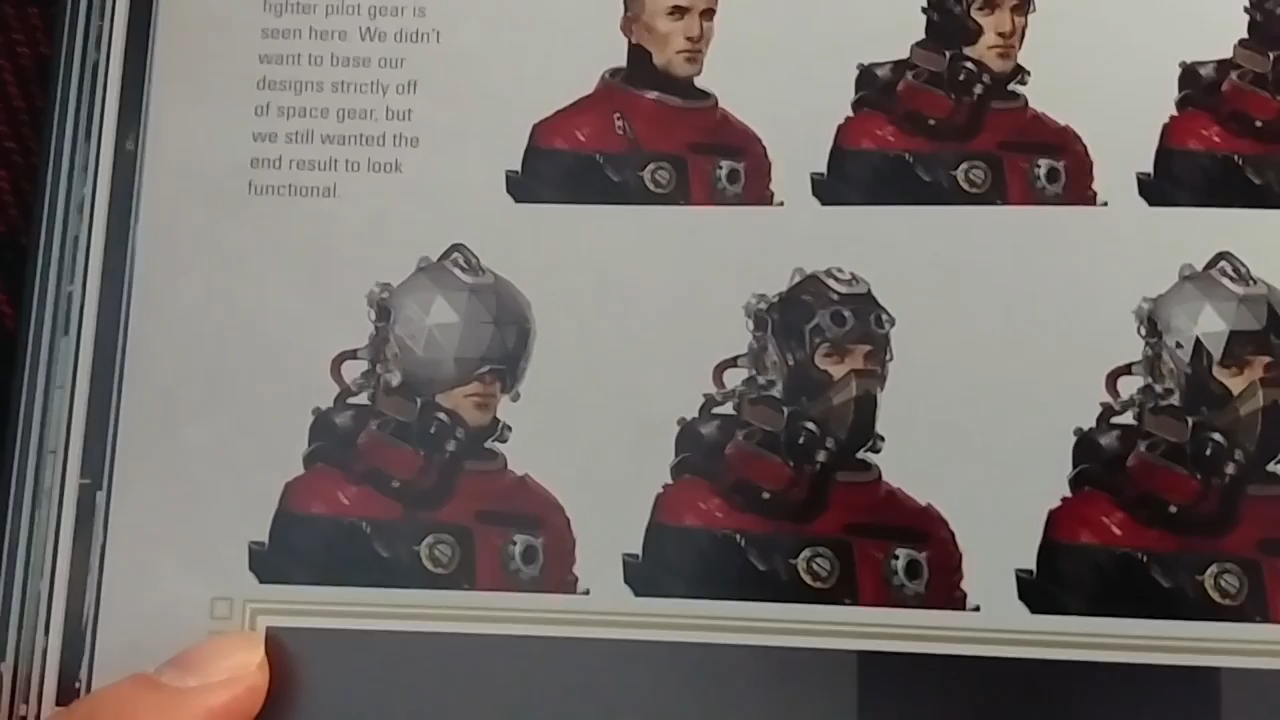 fighter pilot gear is
seen here. We didn't
want to base our
designs strictly off
of space gear, but
we still wanted the
end result to look
functional.